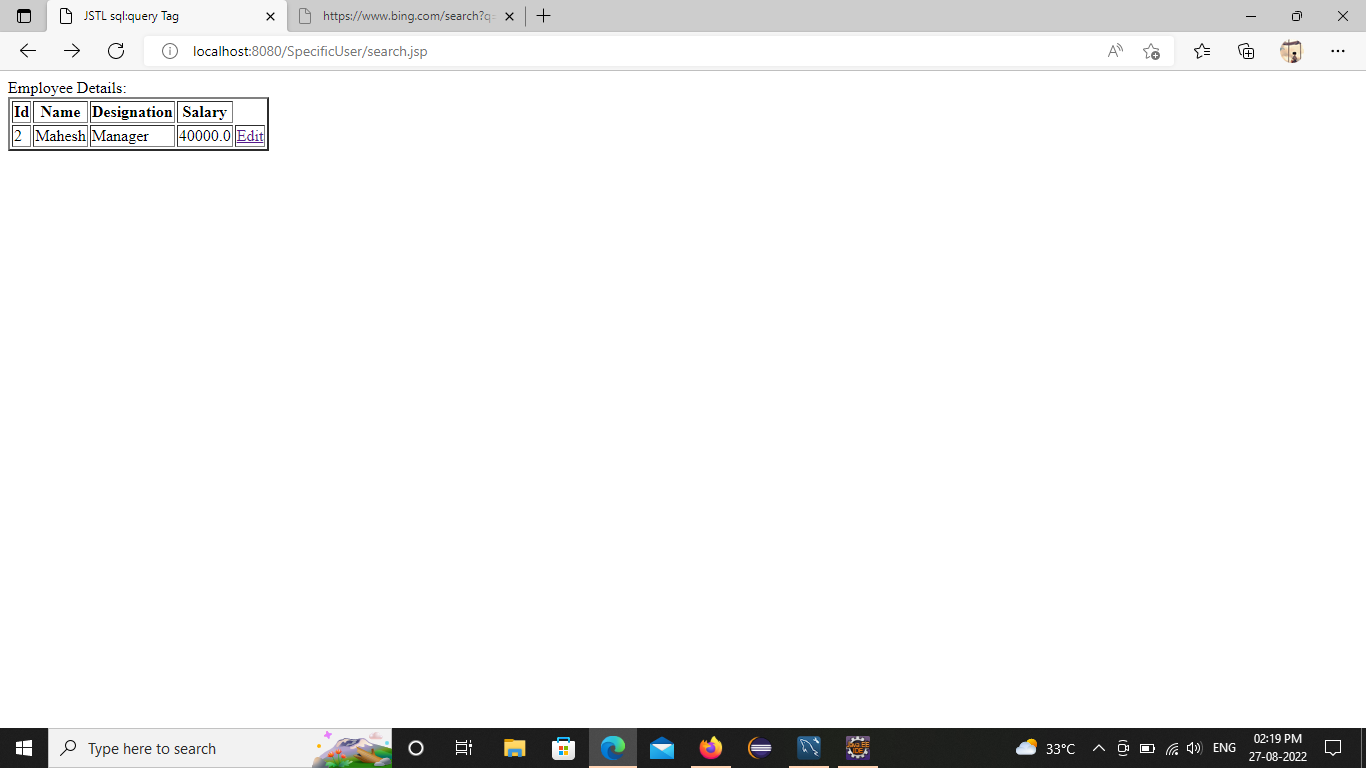 JSTL sql:query Tag
https://www.bing.com/search?q=
localhost:8080/SpecificUser/search.jsp
Employee Details:
Id Name Designation Salary
2 Mahesh Manager 40000.0 Edit
Type here to search
33°C
ENG
02:19 PM
27-08-2022